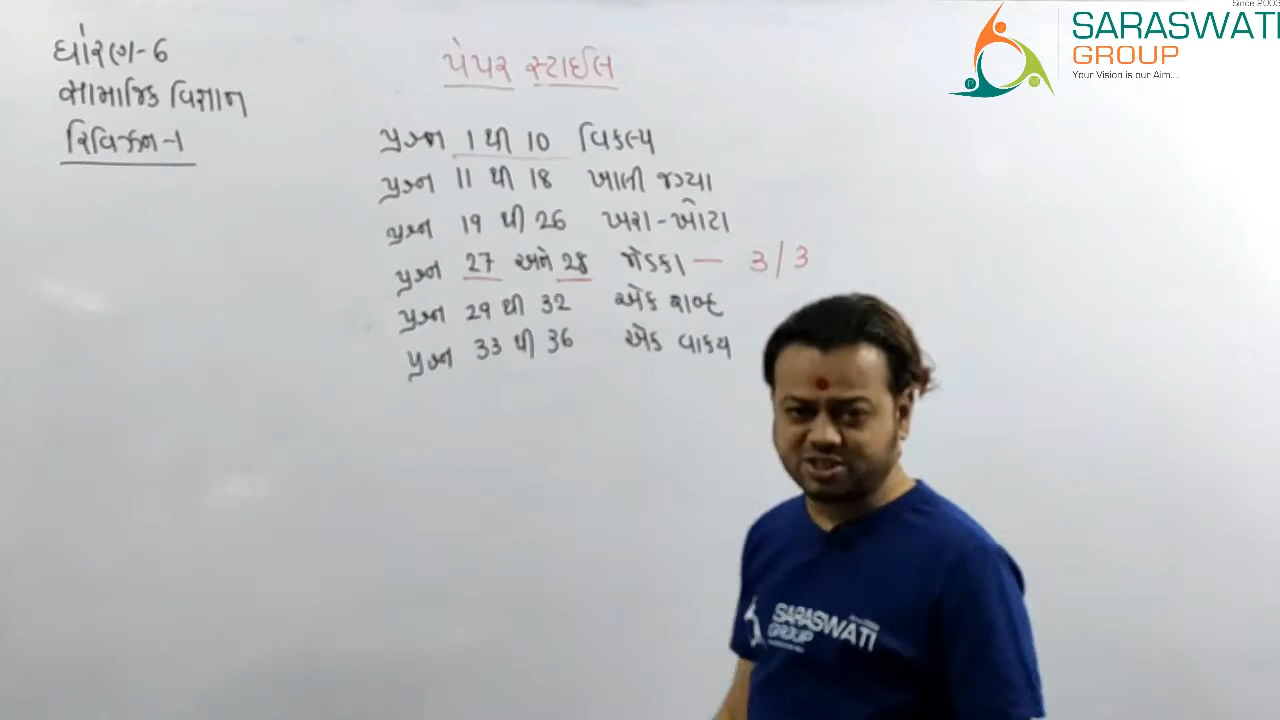 ધોરણ-6
સામાજિક વિજ્ઞાન
રિવિઝન-1
પેપર સ્ટાઈલ
પ્રશ્ન 1 થી 10 વિકલ્પ
પ્રશ્ન 11 થી 18 ખાલી જગ્યા
પ્રશ્ન 19 થી 26 ખરા-ખોટા
પ્રશ્ન 27 અને 28 જોડકા — 3/3
પ્રશ્ન 29 થી 32 એક શબ્દ
પ્રશ્ન 33 થી 36 એક વાક્ય
Since 2003
SARASWATI
GROUP
Your Vision is our Aim...
SARASWATI
GROUP